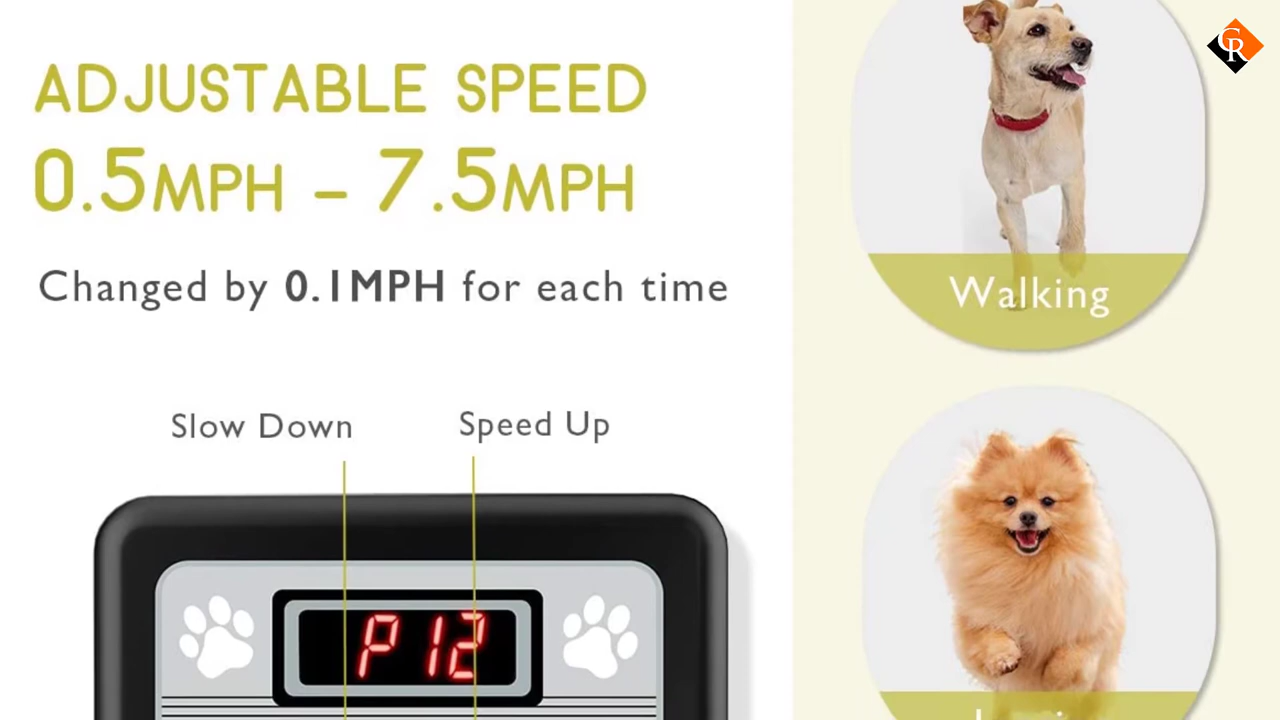 ADJUSTABLE SPEED
0.5MPH – 7.5MPH
Changed by 0.1MPH for each time
Slow Down
Speed Up
P12
Walking
CR